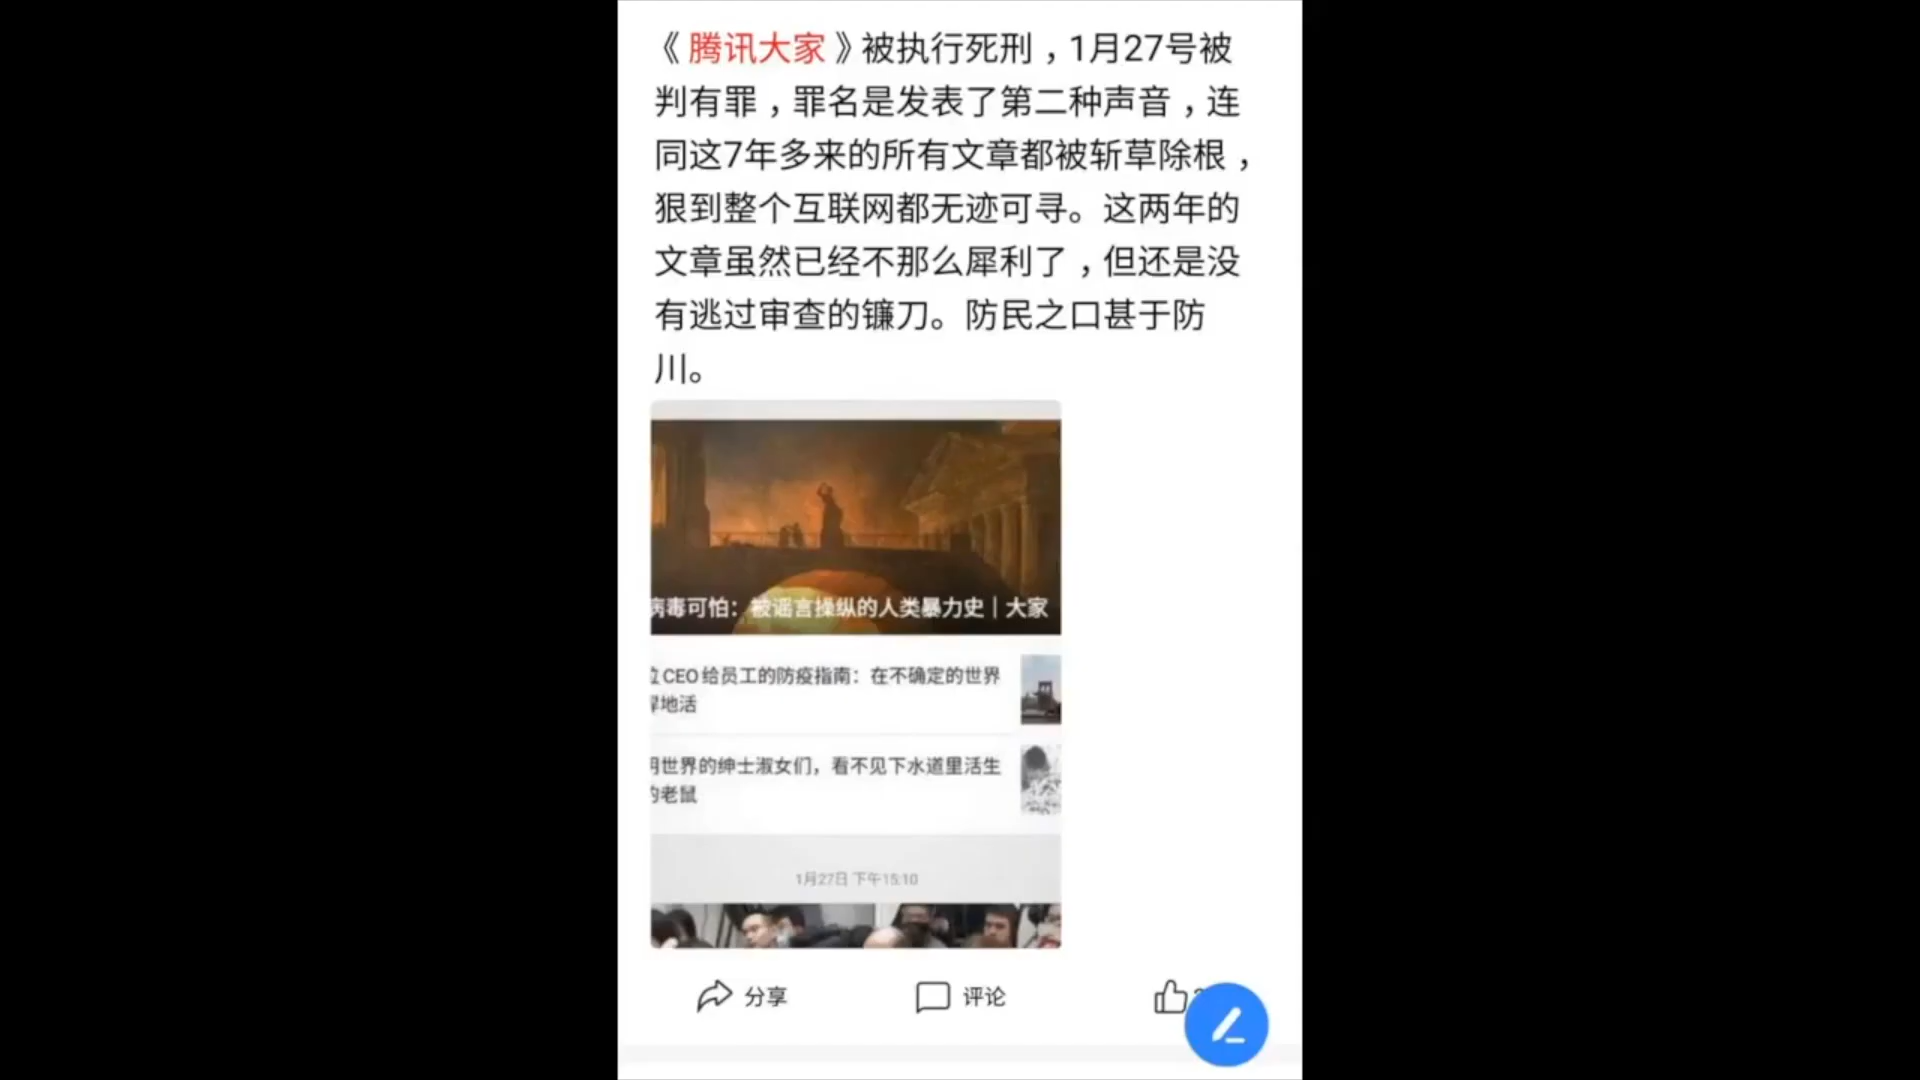 《腾讯大家》被执行死刑，1月27号被
判有罪，罪名是发表了第二种声音，连
同这7年多来的所有文章都被斩草除根，
狠到整个互联网都无迹可寻。这两年的
文章虽然已经不那么犀利了，但还是没
有逃过审查的镰刀。防民之口甚于防
川。
病毒可怕：被谣言操纵的人类暴力史｜大家
CEO给员工的防疫指南：在不确定的世界
地活
世界的绅士淑女们，看不见下水道里活生
的老鼠
1月27日 下午15:10
分享
评论